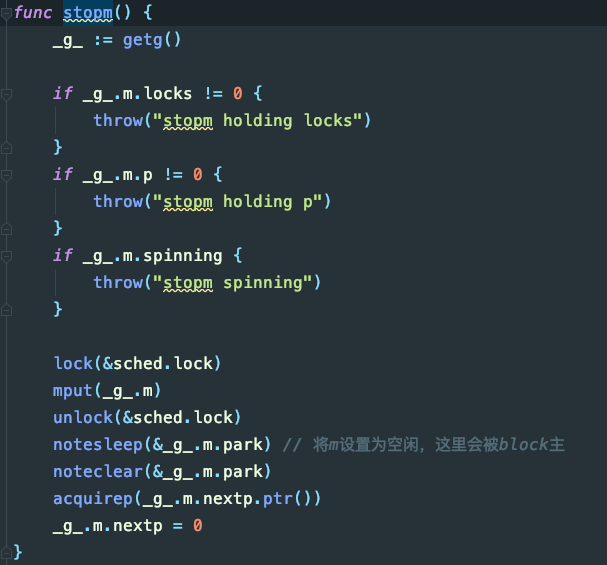 func stopm() {
    _g_ := getg()

    if _g_.m.locks != 0 {
        throw("stopm holding locks")
    }
    if _g_.m.p != 0 {
        throw("stopm holding p")
    }
    if _g_.m.spinning {
        throw("stopm spinning")
    }

    lock(&sched.lock)
    mput(_g_.m)
    unlock(&sched.lock)
    notesleep(&_g_.m.park) // 将m设置为空闲，这里会被block主
    noteclear(&_g_.m.park)
    acquirep(_g_.m.nextp.ptr())
    _g_.m.nextp = 0
}